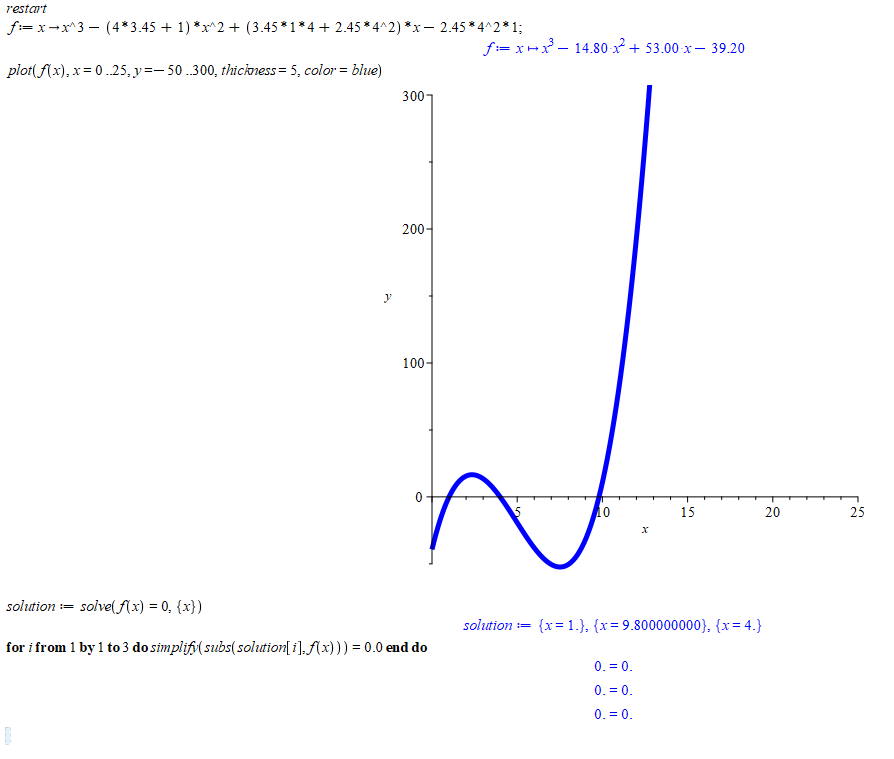 restart
f := x→x^3 − (4*3.45 + 1)*x^2 + (3.45*1*4 + 2.45*4^2)*x − 2.45*4^2*1;
f := x ↦ x³ − 14.80·x² + 53.00·x − 39.20
plot(f(x), x = 0 ..25, y = − 50 ..300, thickness = 5, color = blue)
300
200
y
100
0
5 10 15 20 25
x
solution := solve(f(x) = 0, {x})
solution := {x = 1.}, {x = 9.800000000}, {x = 4.}
for i from 1 by 1 to 3 do simplify(subs(solution[i], f(x))) = 0.0 end do
0. = 0.
0. = 0.
0. = 0.